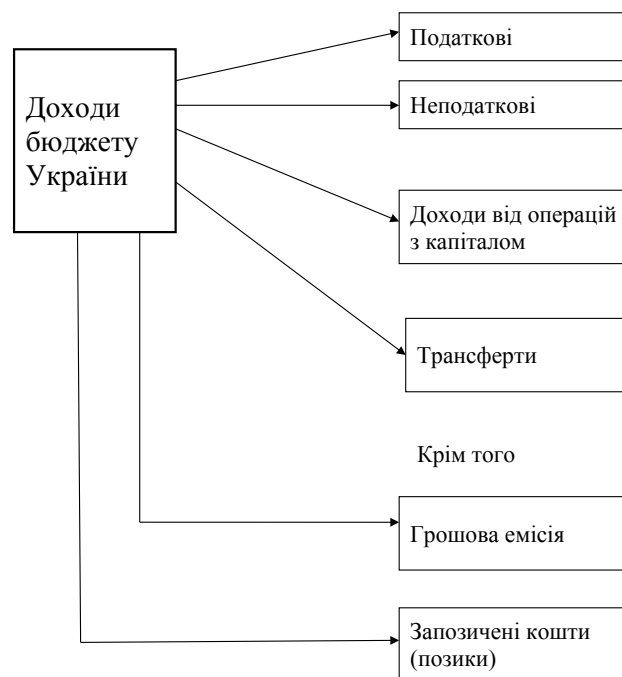 Доходи
бюджету
України
Податкові
Неподаткові
Доходи від операцій
з капіталом
Трансферти
Крім того
Грошова емісія
Запозичені кошти
(позики)